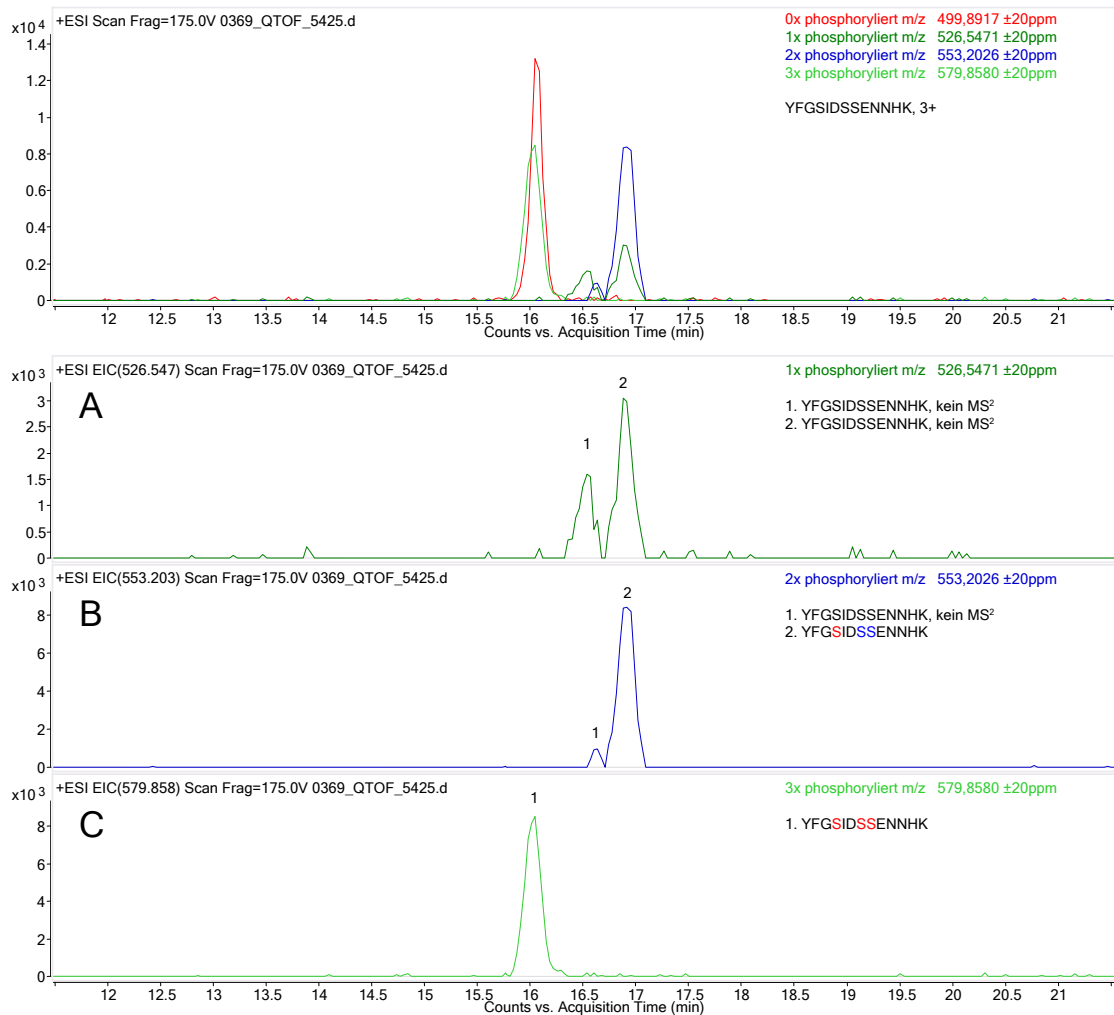 +ESI Scan Frag=175.0V 0369_QTOF_5425.d
0x phosphoryliert m/z 499,8917 ±20ppm
1x phosphoryliert m/z 526,5471 ±20ppm
2x phosphoryliert m/z 553,2026 ±20ppm
3x phosphoryliert m/z 579,8580 ±20ppm
YFGSIDSSENNHK, 3+
x10 4
1.4
1.2
1
0.8
0.6
0.4
0.2
0
12 12.5 13 13.5 14 14.5 15 15.5 16 16.5 17 17.5 18 18.5 19 19.5 20 20.5 21
Counts vs. Acquisition Time (min)
+ESI EIC(526.547) Scan Frag=175.0V 0369_QTOF_5425.d
1x phosphoryliert m/z 526,5471 ±20ppm
1. YFGSIDSSENNHK, kein MS²
2. YFGSIDSSENNHK, kein MS²
A
1
2
x10 3
3
2.5
2
1.5
1
0.5
0
+ESI EIC(553.203) Scan Frag=175.0V 0369_QTOF_5425.d
2x phosphoryliert m/z 553,2026 ±20ppm
1. YFGSIDSSENNHK, kein MS²
2. YFGSIDSSENNHK
B
1
2
x10 3
8
6
4
2
0
+ESI EIC(579.858) Scan Frag=175.0V 0369_QTOF_5425.d
3x phosphoryliert m/z 579,8580 ±20ppm
1. YFGSIDSSENNHK
C
1
x10 3
8
6
4
2
0
12 12.5 13 13.5 14 14.5 15 15.5 16 16.5 17 17.5 18 18.5 19 19.5 20 20.5 21
Counts vs. Acquisition Time (min)